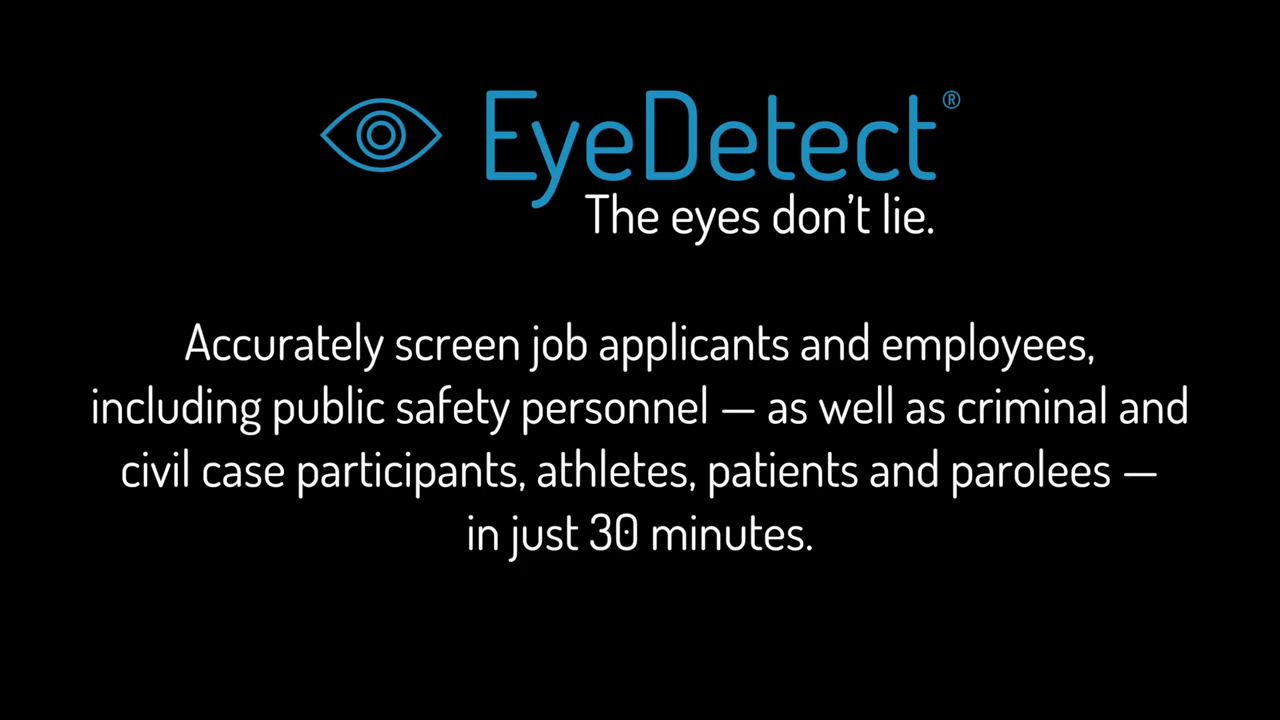 EyeDetect®
The eyes don't lie.
Accurately screen job applicants and employees,
including public safety personnel — as well as criminal and
civil case participants, athletes, patients and parolees —
in just 30 minutes.